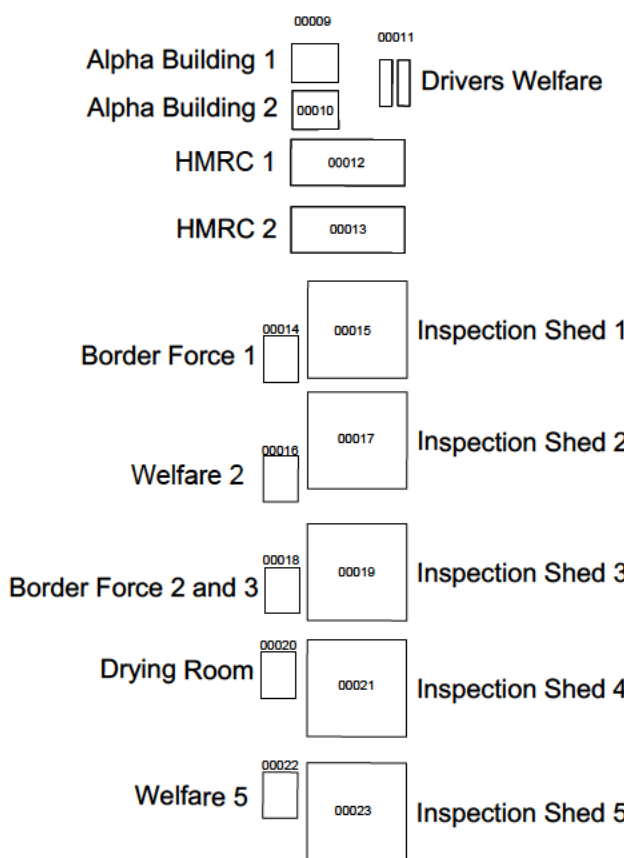 00009
00011
Alpha Building 1
Drivers Welfare
Alpha Building 2
00010
HMRC 1
00012
HMRC 2
00013
00014
00015
Inspection Shed 1
Border Force 1
00017
Inspection Shed 2
00016
Welfare 2
00018
00019
Inspection Shed 3
Border Force 2 and 3
00020
Drying Room
00021
Inspection Shed 4
00022
Welfare 5
00023
Inspection Shed 5